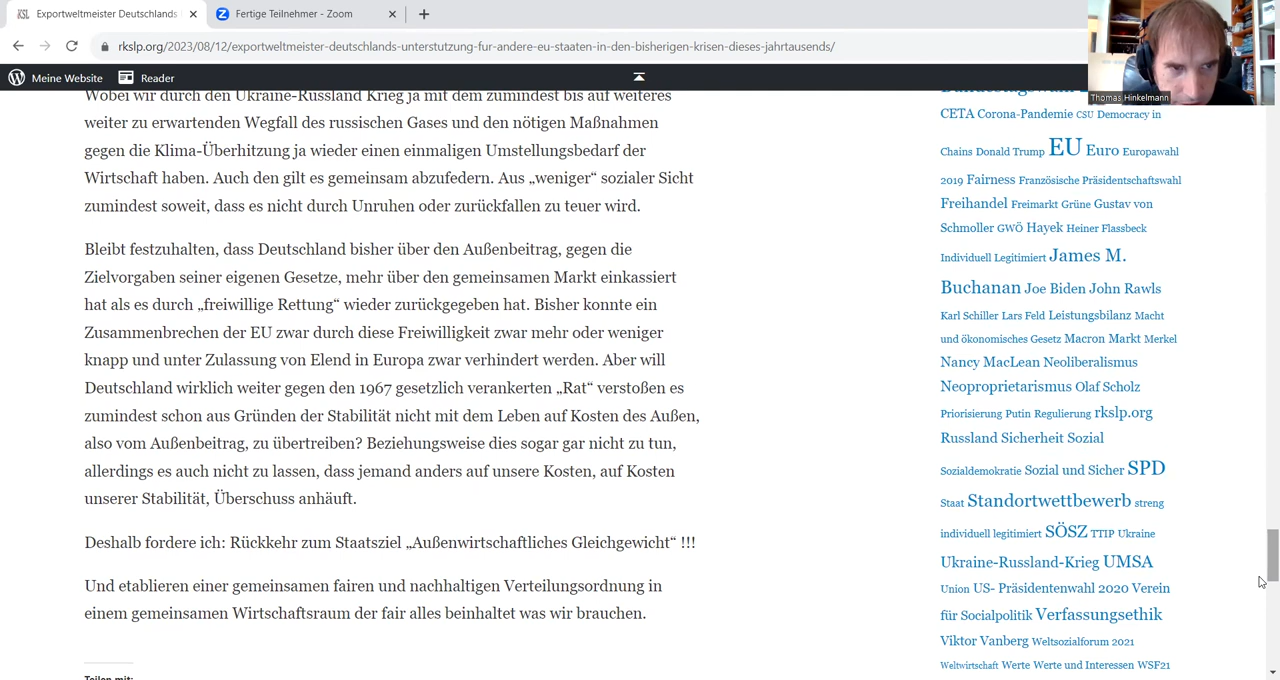 Exportweltmeister Deutschlands
Fertige Teilnehmer - Zoom
rkslp.org/2023/08/12/exportweltmeister-deutschlands-unterstutzung-fur-andere-eu-staaten-in-den-bisherigen-krisen-dieses-jahrtausends/
Meine Website
Reader
Thomas Hinkelmann
Wobei wir durch den Ukraine-Russland Krieg ja mit dem zumindest bis auf weiteres
weiter zu erwartenden Wegfall des russischen Gases und den nötigen Maßnahmen
gegen die Klima-Überhitzung ja wieder einen einmaligen Umstellungsbedarf der
Wirtschaft haben. Auch den gilt es gemeinsam abzufedern. Aus „weniger“ sozialer Sicht
zumindest soweit, dass es nicht durch Unruhen oder zurückfallen zu teuer wird.
Bleibt festzuhalten, dass Deutschland bisher über den Außenbeitrag, gegen die
Zielvorgaben seiner eigenen Gesetze, mehr über den gemeinsamen Markt einkassiert
hat als es durch „freiwillige Rettung“ wieder zurückgegeben hat. Bisher konnte ein
Zusammenbrechen der EU zwar durch diese Freiwilligkeit zwar mehr oder weniger
knapp und unter Zulassung von Elend in Europa zwar verhindert werden. Aber will
Deutschland wirklich weiter gegen den 1967 gesetzlich verankerten „Rat“ verstoßen es
zumindest schon aus Gründen der Stabilität nicht mit dem Leben auf Kosten des Außen,
also vom Außenbeitrag, zu übertreiben? Beziehungsweise dies sogar gar nicht zu tun,
allerdings es auch nicht zu lassen, dass jemand anders auf unsere Kosten, auf Kosten
unserer Stabilität, Überschuss anhäuft.
Deshalb fordere ich: Rückkehr zum Staatsziel „Außenwirtschaftliches Gleichgewicht“ !!!
Und etablieren einer gemeinsamen fairen und nachhaltigen Verteilungsordnung in
einem gemeinsamen Wirtschaftsraum der fair alles beinhaltet was wir brauchen.
Teilen mit:
CETA Corona-Pandemie CSU Democracy in
Chains Donald Trump EU Euro Europawahl
2019 Fairness Französische Präsidentschaftswahl
Freihandel Freimarkt Grüne Gustav von
Schmoller GWÖ Hayek Heiner Flassbeck
Individuell Legitimiert James M.
Buchanan Joe Biden John Rawls
Karl Schiller Lars Feld Leistungsbilanz Macht
und ökonomisches Gesetz Macron Markt Merkel
Nancy MacLean Neoliberalismus
Neoproprietarismus Olaf Scholz
Priorisierung Putin Regulierung rkslp.org
Russland Sicherheit Sozial
Sozialdemokratie Sozial und Sicher SPD
Staat Standortwettbewerb streng
individuell legitimiert SÖSZ TTIP Ukraine
Ukraine-Russland-Krieg UMSA
Union US- Präsidentenwahl 2020 Verein
für Socialpolitik Verfassungsethik
Viktor Vanberg Weltsozialforum 2021
Weltwirtschaft Werte Werte und Interessen WSF21